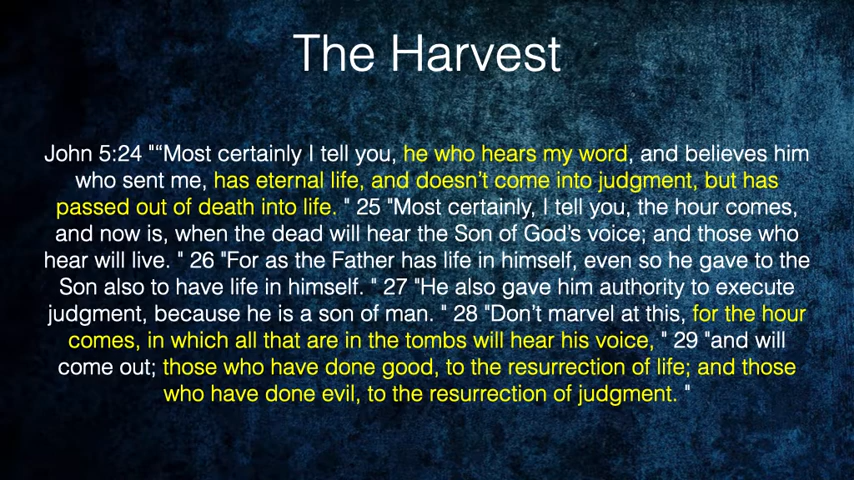 The Harvest
John 5:24 "“Most certainly I tell you, he who hears my word, and believes him
who sent me, has eternal life, and doesn’t come into judgment, but has
passed out of death into life. " 25 "Most certainly, I tell you, the hour comes,
and now is, when the dead will hear the Son of God’s voice; and those who
hear will live. " 26 "For as the Father has life in himself, even so he gave to the
Son also to have life in himself. " 27 "He also gave him authority to execute
judgment, because he is a son of man. " 28 "Don’t marvel at this, for the hour
comes, in which all that are in the tombs will hear his voice, " 29 "and will
come out; those who have done good, to the resurrection of life; and those
who have done evil, to the resurrection of judgment. "